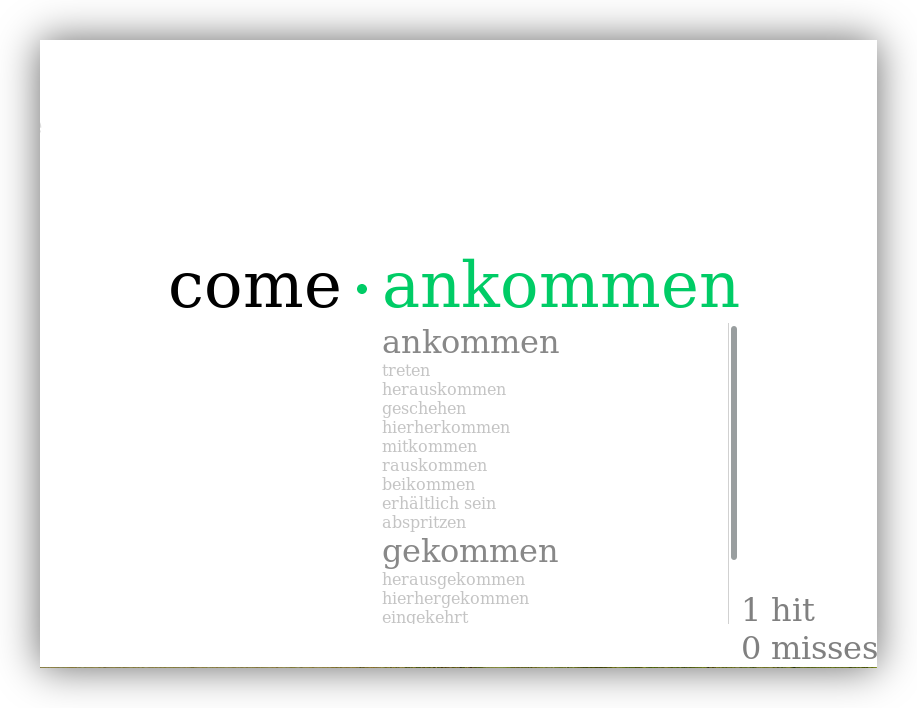 come · ankommen
ankommen
treten
herauskommen
geschehen
hierherkommen
mitkommen
rauskommen
beikommen
erhältlich sein
abspritzen
gekommen
herausgekommen
hierhergekommen
eingekehrt
1 hit
0 misses